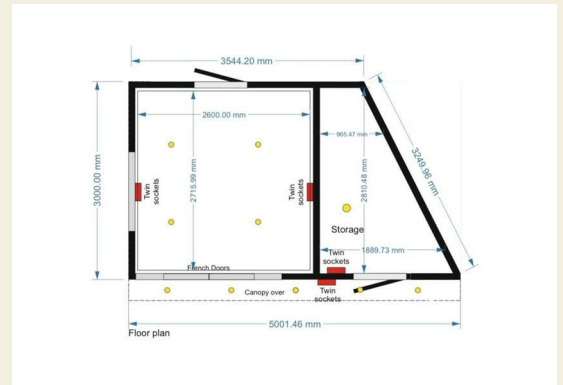 3544.20 mm
2600.00 mm
965.47 mm
3000.00 mm
Twin
sockets
2715.99 mm
Twin
sockets
2810.48 mm
3249.96 mm
Storage
1889.73 mm
Twin
sockets
French Doors
Canopy over
Twin
sockets
5001.46 mm
Floor plan